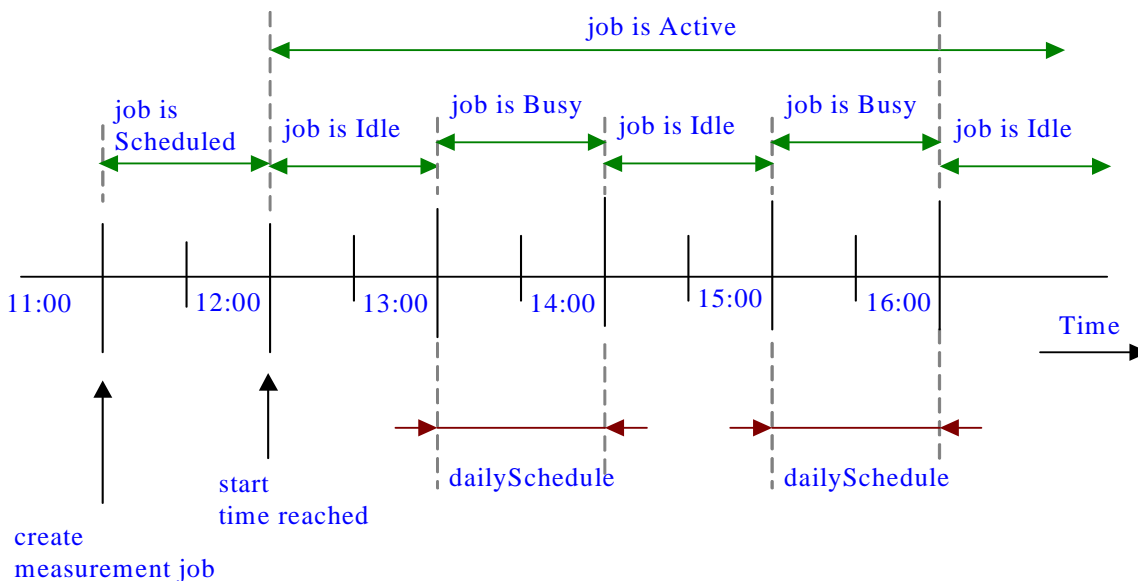 job is Active
job is
Scheduled
job is Idle
job is Busy
job is Idle
job is Busy
job is Idle
11:00
12:00
13:00
14:00
15:00
16:00
Time
dailySchedule
dailySchedule
start
time reached
create
measurement job